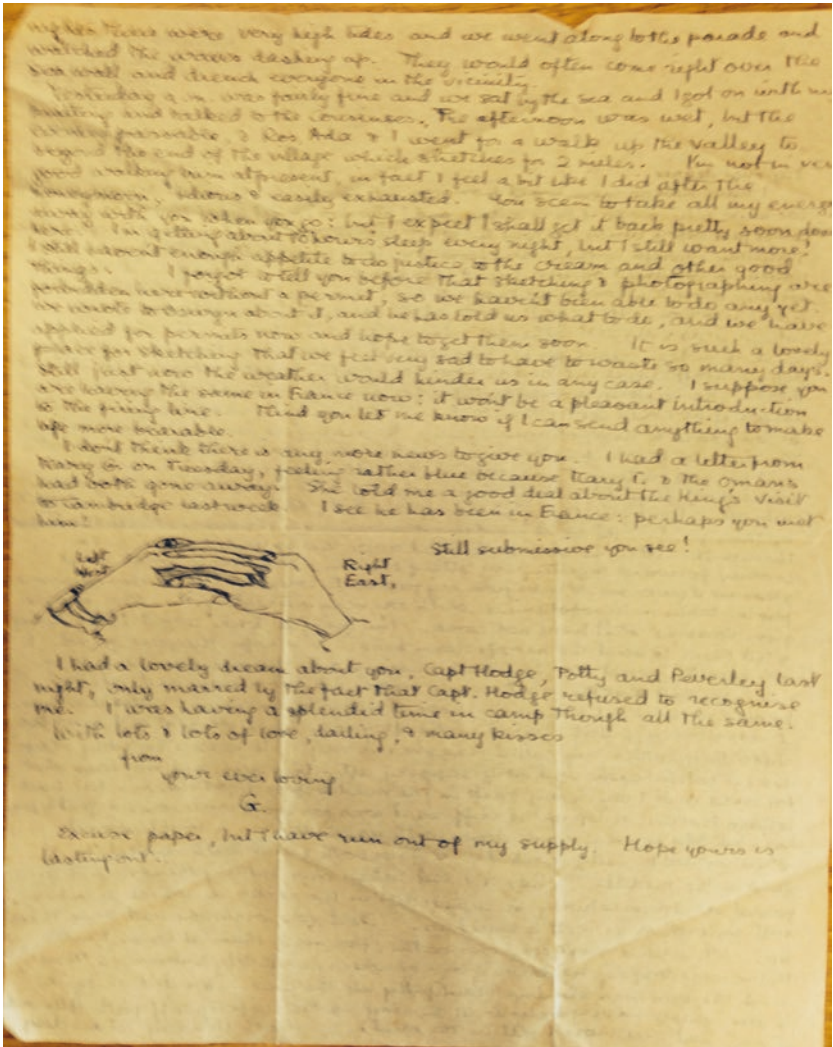 nights there were very high tides and we went along to the parade and
watched the waves dashing up. They would often come right over the
sea wall and drench everyone in the vicinity.
Yesterday a.m. was fairly fine and we sat by the sea and I got on with my
knitting and talked to the . The afternoon was wet, but the
evening passable, & Ros Ada & I went for a walk up the valley to
beyond the end of the village which stretches for 2 miles. I'm not in very
good walking turn at present, in fact I feel a bit like I did after the
honeymoon, & easily exhausted. You seem to take all my energy
away with you when you go: but I expect I shall get it back pretty soon down
here. I'm getting about 10 hours sleep every night, but I still want more!
I still haven't enough appetite to do justice to the cream and other good
things. I forgot to tell you before that sketching & photographing are
forbidden here without a permit, so we haven't been able to do any yet.
We wrote to about it, and he has told us what to do, and we have
applied for permits now and hope to get them soon. It is such a lovely
place for sketching that we feel very sad to have to waste so many days.
Still just now the weather would hinder us in any case. I suppose you
are having the same in France now: it wont be a pleasant introduction
to the firing line. Mind you let me know if I can send anything to make
life more bearable.
I don't think there is any more news to give you. I had a letter from
Mary on Tuesday, feeling rather blue because Mary C. & the Omans
had both gone away. She told me a good deal about the King's visit
to Cambridge last week. I see he has been in France: perhaps you met
him!
Still submissive you see!
Left
West
Right
East,
I had a lovely dream about you, Capt Hodge, Potty and Peverley last
night, only marred by the fact that Capt. Hodge refused to recognise
me. I was having a splendid time in camp though all the same.
With lots & lots of love, darling, & many kisses
from
your ever loving
G.
Excuse paper, but I have run out of my supply. Hope yours is
lasting out.